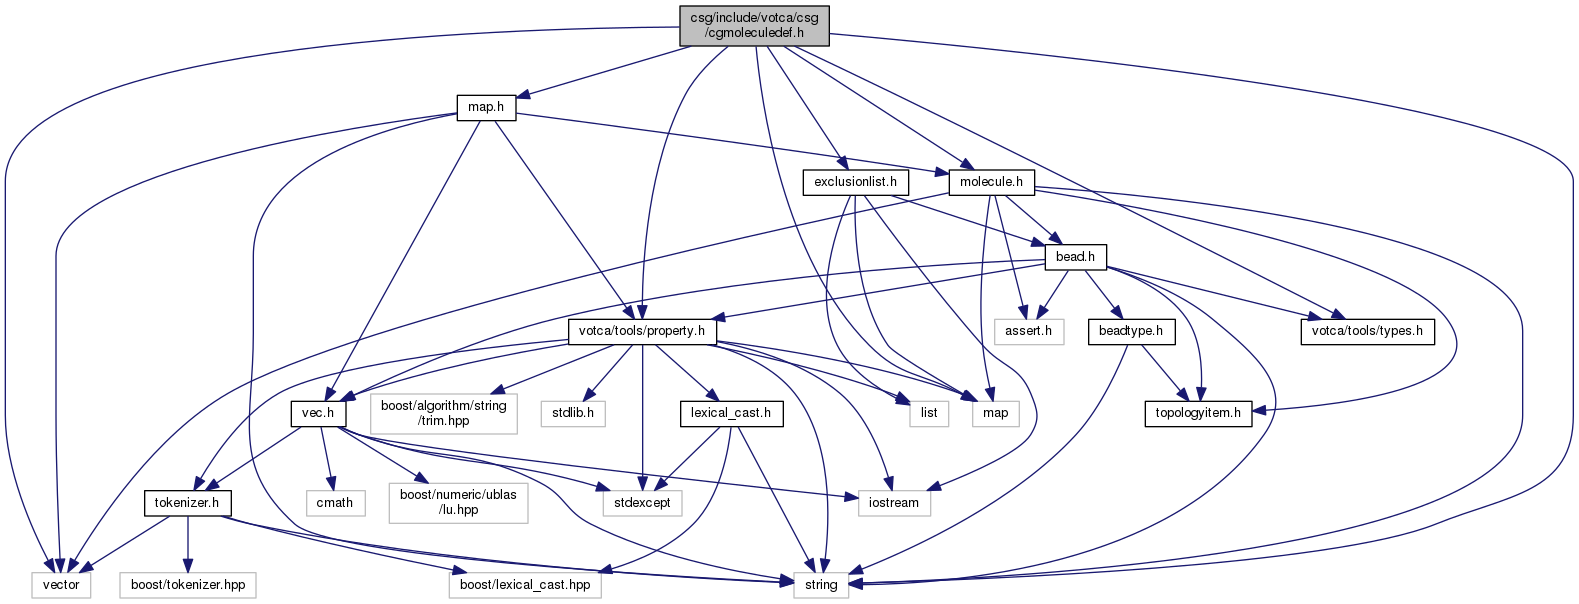 csg/include/votca/csg
/cgmoleculedef.h
map.h
exclusionlist.h
molecule.h
bead.h
votca/tools/property.h
assert.h
beadtype.h
votca/tools/types.h
vec.h
boost/algorithm/string
/trim.hpp
stdlib.h
lexical_cast.h
list
map
topologyitem.h
tokenizer.h
cmath
boost/numeric/ublas
/lu.hpp
stdexcept
iostream
vector
boost/tokenizer.hpp
boost/lexical_cast.hpp
string